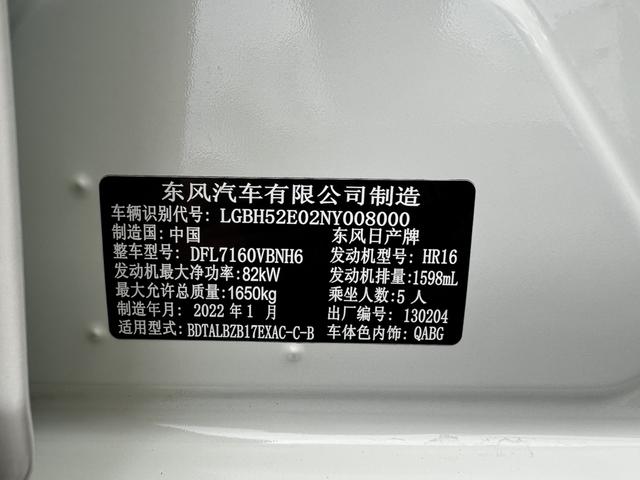 东风汽车有限公司制造
车辆识别代号: LGBH52E02NY008000
制造国: 中国 东风日产牌
整车型号: DFL7160VBNH6 发动机型号: HR16
发动机最大净功率: 82kW 发动机排量: 1598mL
最大允许总质量: 1650kg 乘坐人数: 5 人
制造年月: 2022 年 1 月 出厂编号: 130204
适用型式: BDTALBZB17EXAC-C-B 车体色内饰: QABG